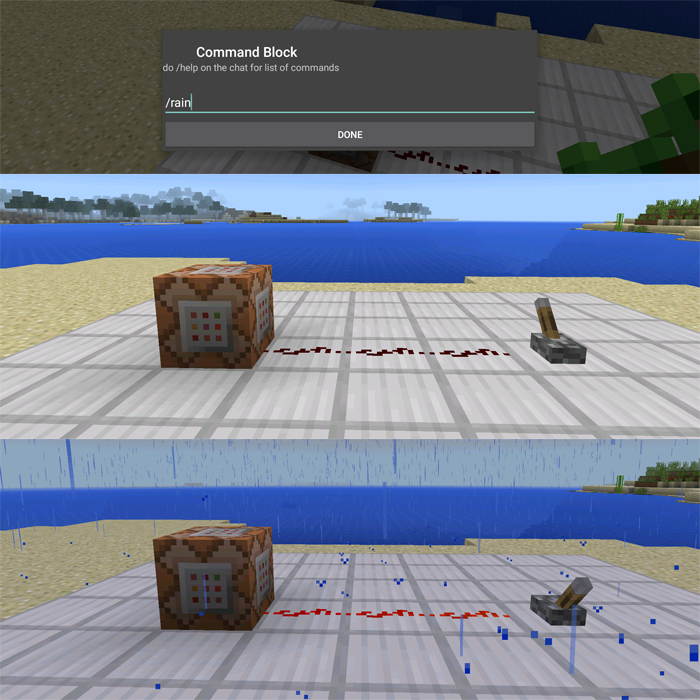 Command Block
do /help on the chat for list of commands
/rain
DONE